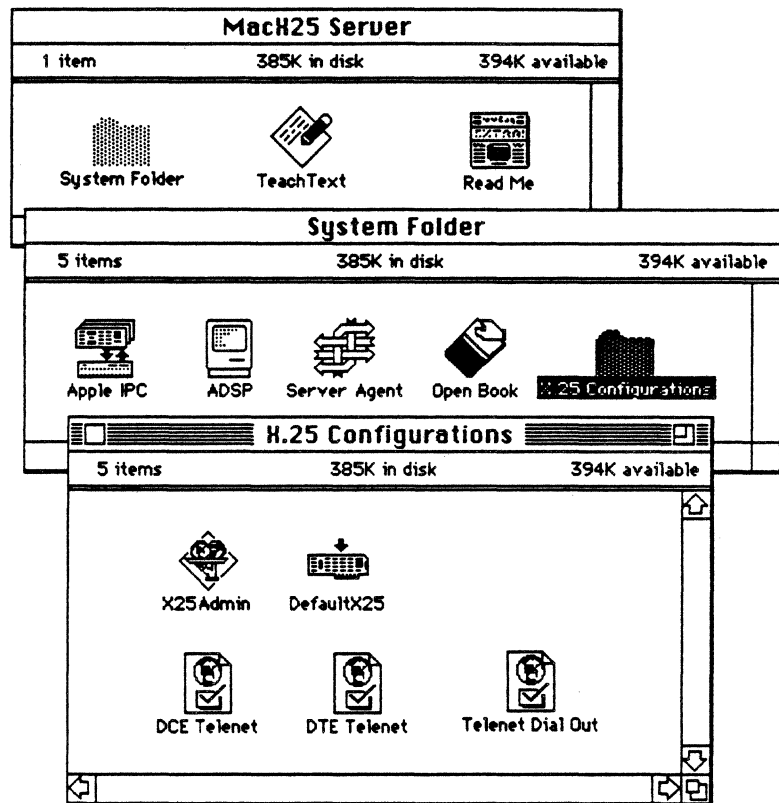 MacX25 Server
1 item 385K in disk 394K available
EXTRA!
System Folder TeachText Read Me
System Folder
5 items 385K in disk 394K available
Apple IPC ADSP Server Agent Open Book X.25 Configurations
X.25 Configurations
5 items 385K in disk 394K available
X25Admin DefaultX25
DCE Telenet DTE Telenet Telenet Dial Out